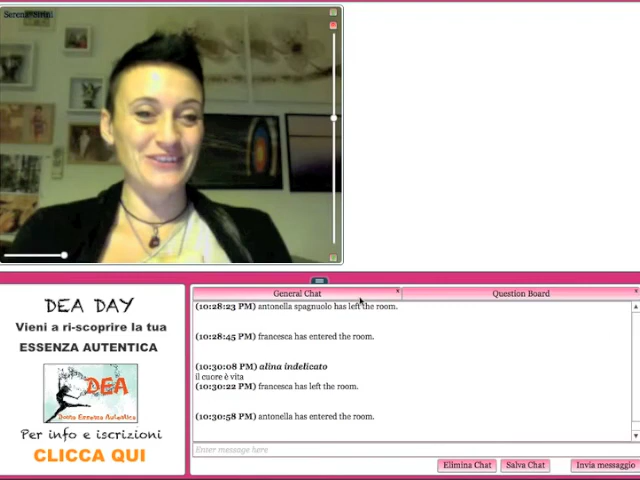 DEA DAY
Vieni a ri-scoprire la tua
ESSENZA AUTENTICA
DEA
Donna Essenza Autentica
Per info e iscrizioni
CLICCA QUI
General Chat
Question Board
(10:28:23 PM) antonella spagnuolo has left the room.
(10:28:45 PM) francesca has entered the room.
(10:30:08 PM) alina indelicato
il cuore è vita
(10:30:22 PM) francesca has left the room.
(10:30:58 PM) antonella has entered the room.
Enter message here
Elimina Chat
Salva Chat
Invia messaggio